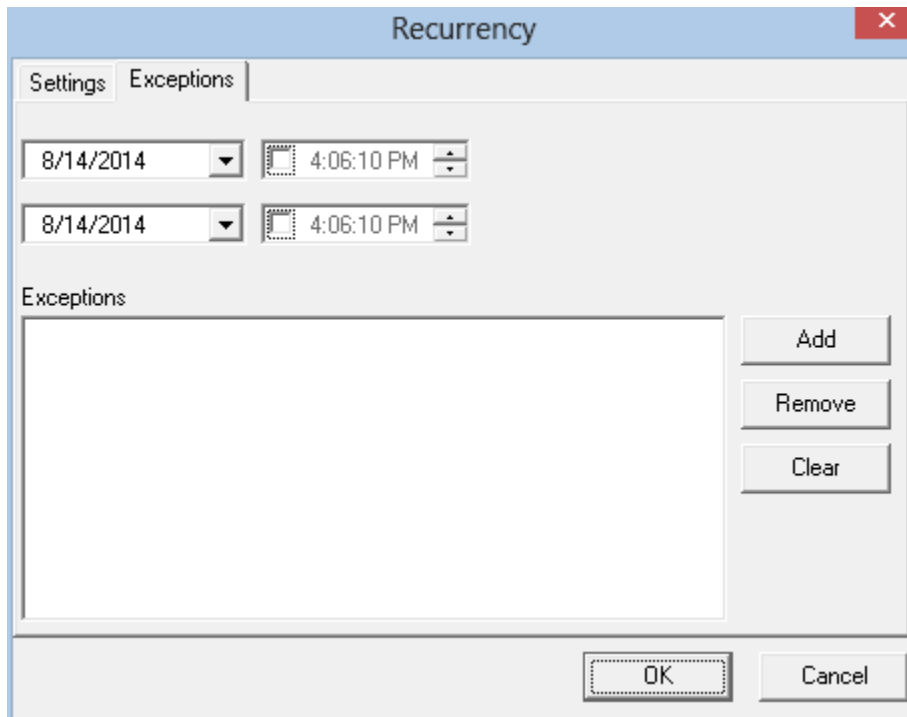 Recurrency
Settings Exceptions
8/14/2014 4:06:10 PM
8/14/2014 4:06:10 PM
Exceptions
Add
Remove
Clear
OK Cancel